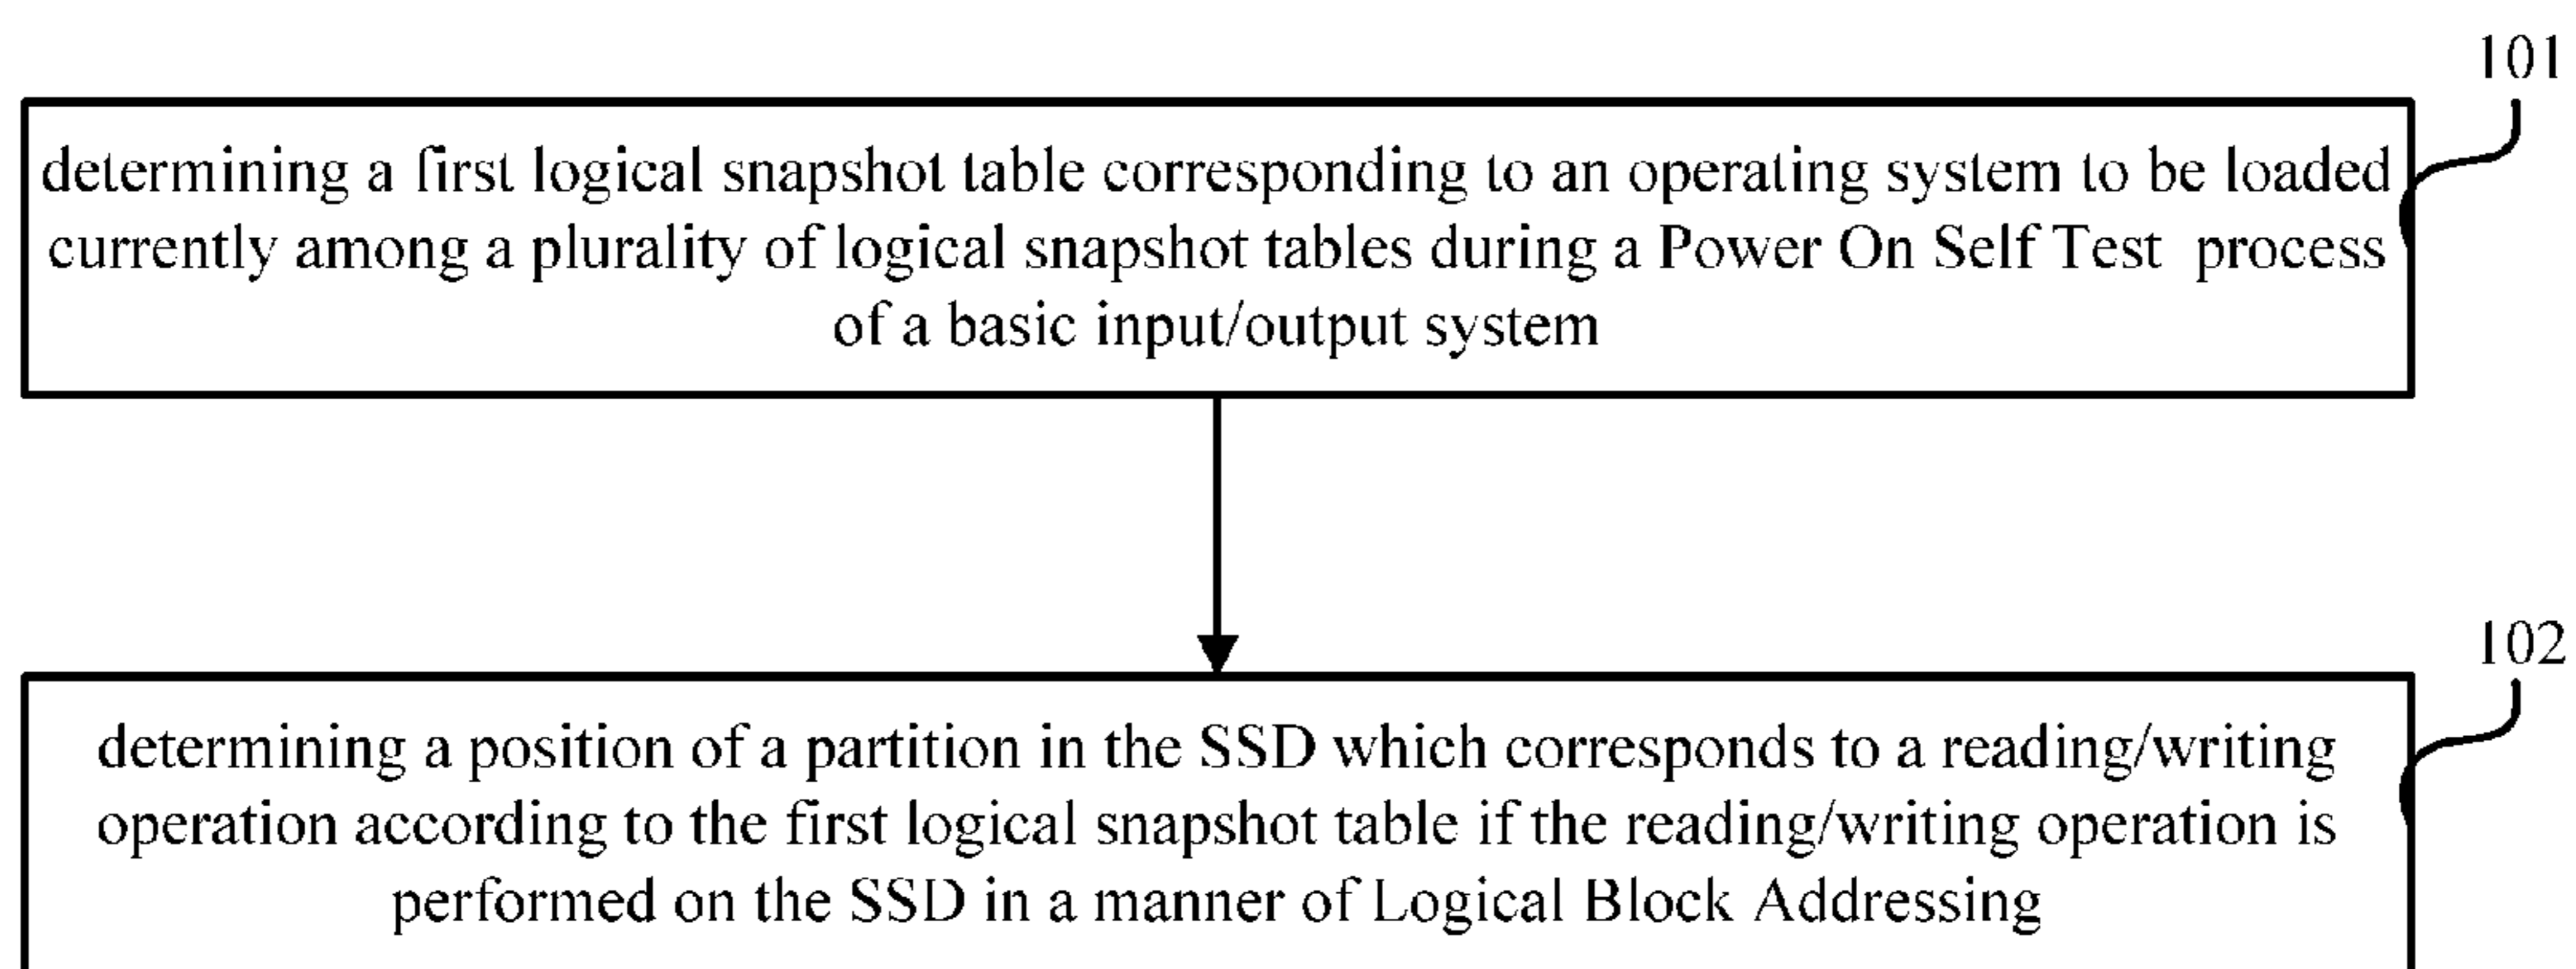 101
determining a first logical snapshot table corresponding to an operating system to be loaded
currently among a plurality of logical snapshot tables during a Power On Self Test process
of a basic input/output system
102
determining a position of a partition in the SSD which corresponds to a reading/writing
operation according to the first logical snapshot table if the reading/writing operation is
performed on the SSD in a manner of Logical Block Addressing